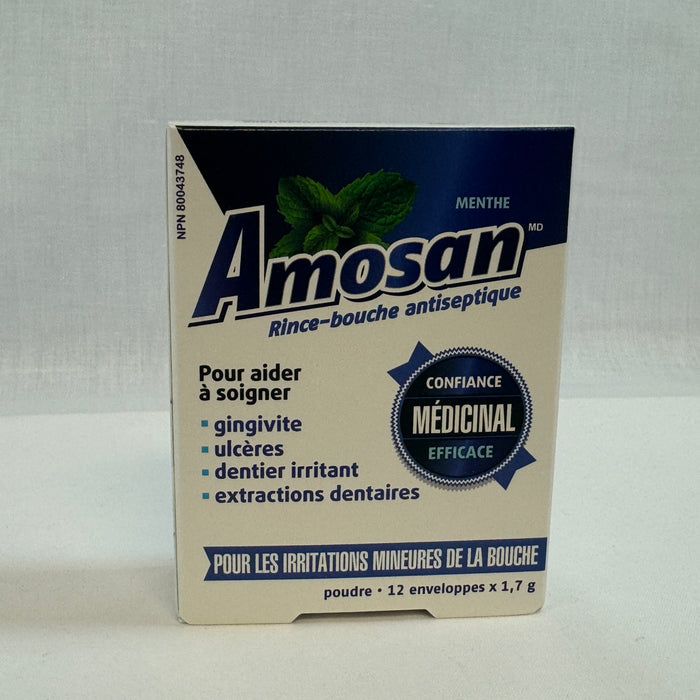 NPN 80043748
MENTHE
Amosan MD
Rince-bouche antiseptique
Pour aider
à soigner
▪ gingivite
▪ ulcères
▪ dentier irritant
▪ extractions dentaires
CONFIANCE
MÉDICINAL
EFFICACE
POUR LES IRRITATIONS MINEURES DE LA BOUCHE
poudre • 12 enveloppes x 1,7 g